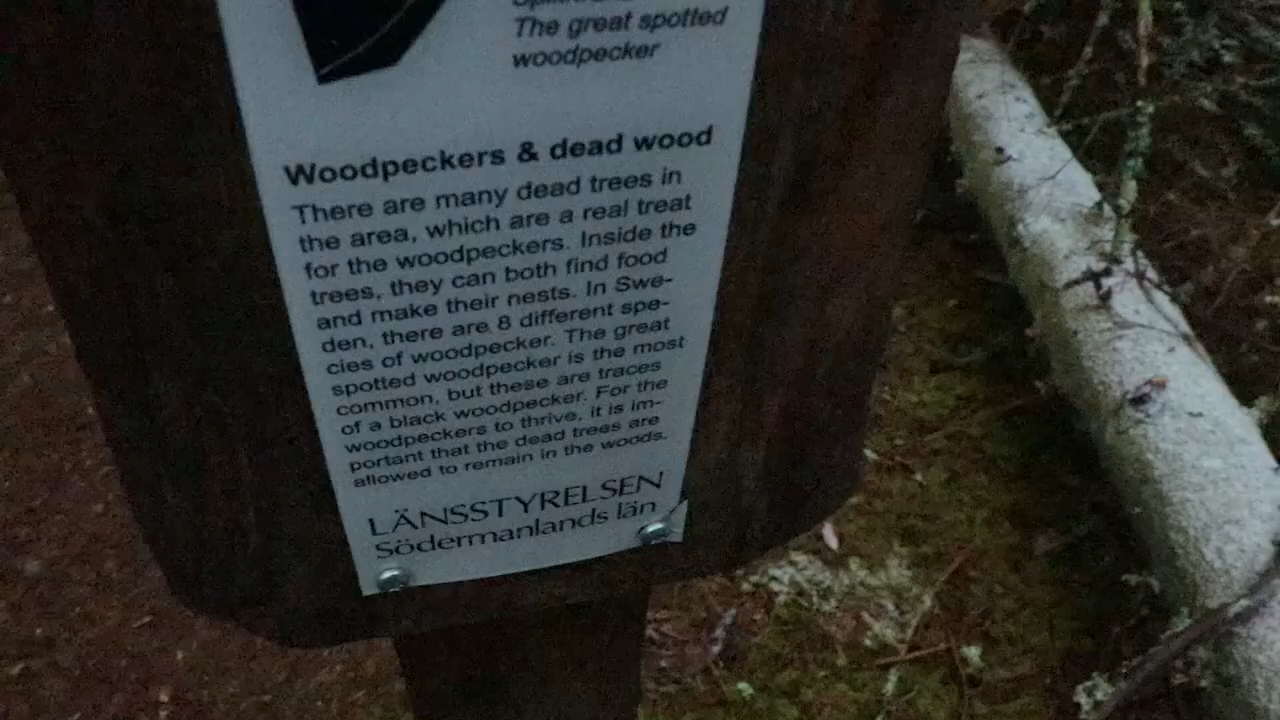 The great spotted
woodpecker
Woodpeckers & dead wood
There are many dead trees in
the area, which are a real treat
for the woodpeckers. Inside the
trees, they can both find food
and make their nests. In Swe-
den, there are 8 different spe-
cies of woodpecker. The great
spotted woodpecker is the most
common, but these are traces
of a black woodpecker. For the
woodpeckers to thrive, it is im-
portant that the dead trees are
allowed to remain in the woods.
LÄNSSTYRELSEN
Södermanlands län